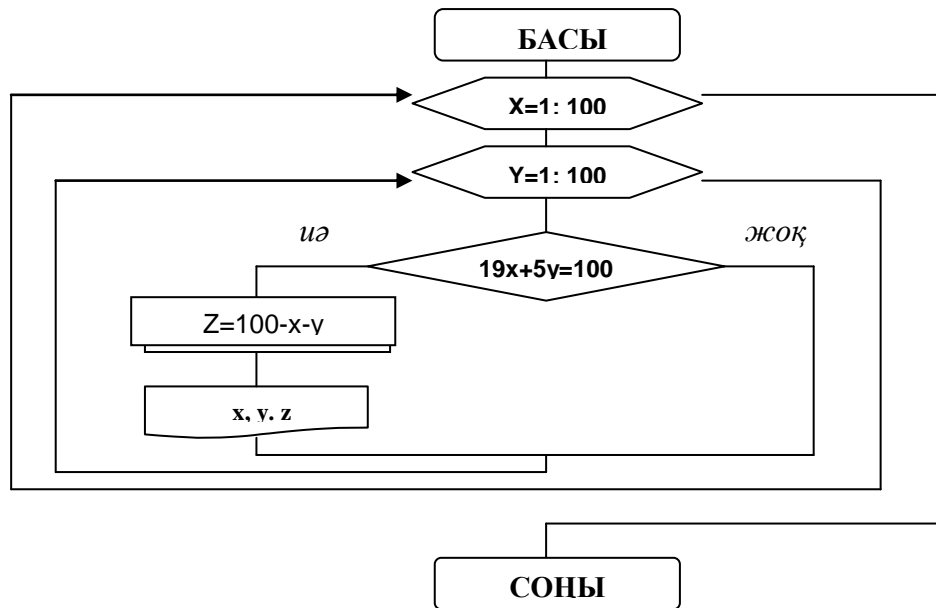 БАСЫ
X=1: 100
Y=1: 100
иә
жоқ
19x+5y=100
Z=100-x-y
x, y. z
СОҢЫ